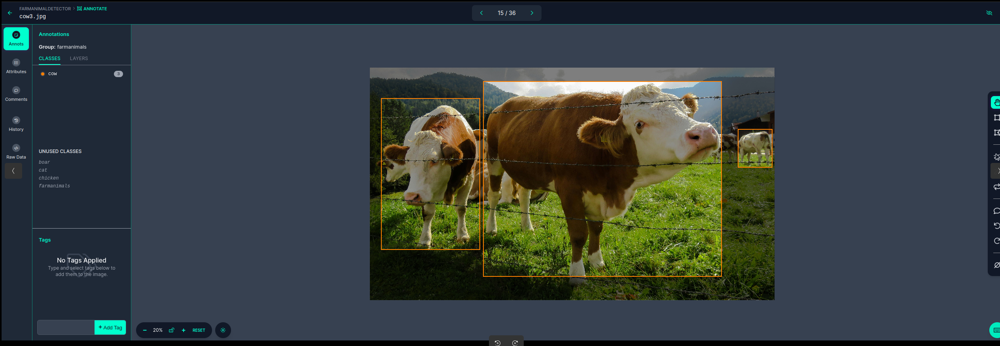 FARMANIMALDETECTOR > ANNOTATE
cow3.jpg
15 / 36
Annots
Attributes
Comments
History
Raw Data
Annotations
Group: farmanimals
CLASSES LAYERS
cow 3
UNUSED CLASSES
boar
cat
chicken
farmanimals
Tags
No Tags Applied
Type and select tags below to
add them to the image.
+ Add Tag
20% RESET